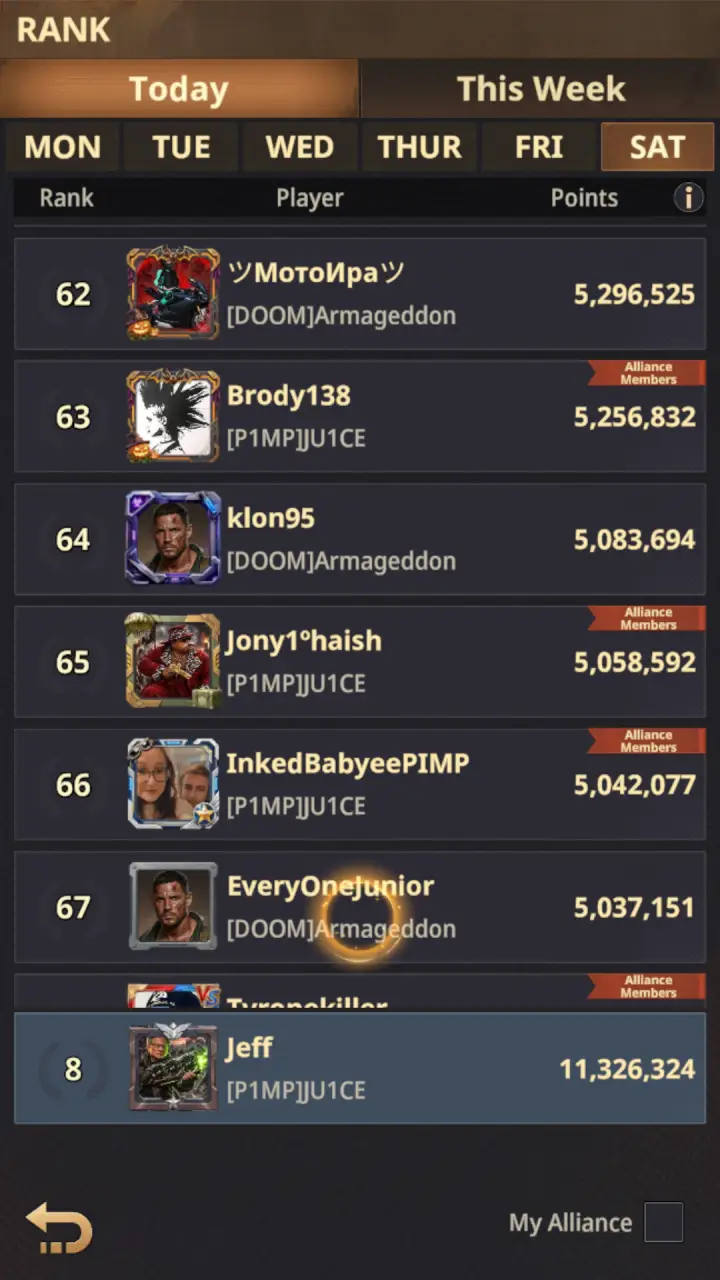 RANK
Today
This Week
MON TUE WED THUR FRI SAT
Rank Player Points i
62
ツМотоИраツ
[DOOM]Armageddon
5,296,525
Alliance
Members
63
Brody138
[P1MP]JU1CE
5,256,832
64
klon95
[DOOM]Armageddon
5,083,694
Alliance
Members
65
Jony1ºhaish
[P1MP]JU1CE
5,058,592
Alliance
Members
66
InkedBabyeePIMP
[P1MP]JU1CE
5,042,077
67
EveryOneJunior
[DOOM]Armageddon
5,037,151
Alliance
Members
VS
Tyronekiller
8
Jeff
[P1MP]JU1CE
11,326,324
My Alliance